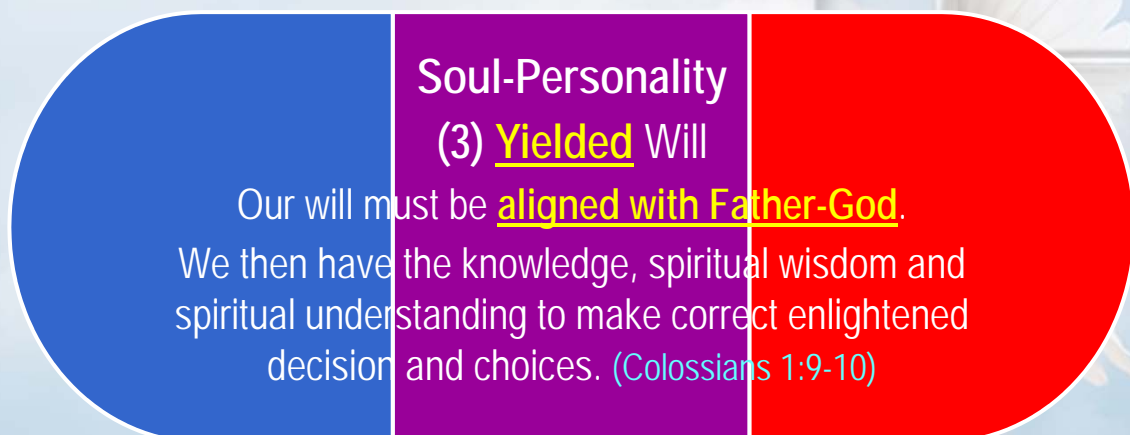 Soul-Personality
(3) Yielded Will
Our will must be aligned with Father-God.
We then have the knowledge, spiritual wisdom and
spiritual understanding to make correct enlightened
decision and choices. (Colossians 1:9-10)